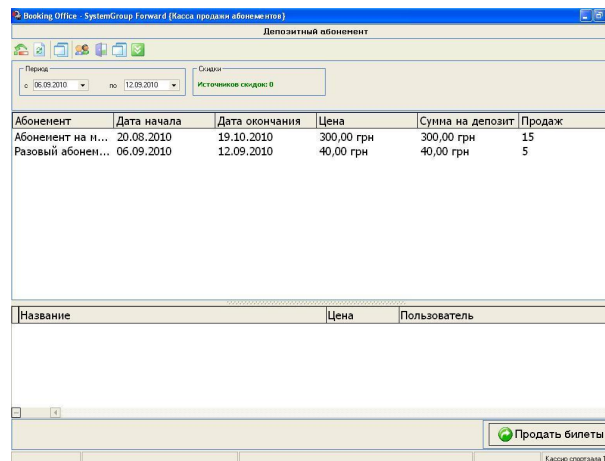 Booking Office - SystemGroup Forward (Касса продажи абонементов)
Депозитный абонемент
Период
Скидки
с 06.09.2010 по 12.09.2010
Источников скидок: 0
Абонемент Дата начала Дата окончания Цена Сумма на депозит Продаж
Абонемент на м... 20.08.2010 19.10.2010 300,00 грн 300,00 грн 15
Разовый абонем... 06.09.2010 12.09.2010 40,00 грн 40,00 грн 5
Название Цена Пользователь
Продать билеты
Кассир спортзала